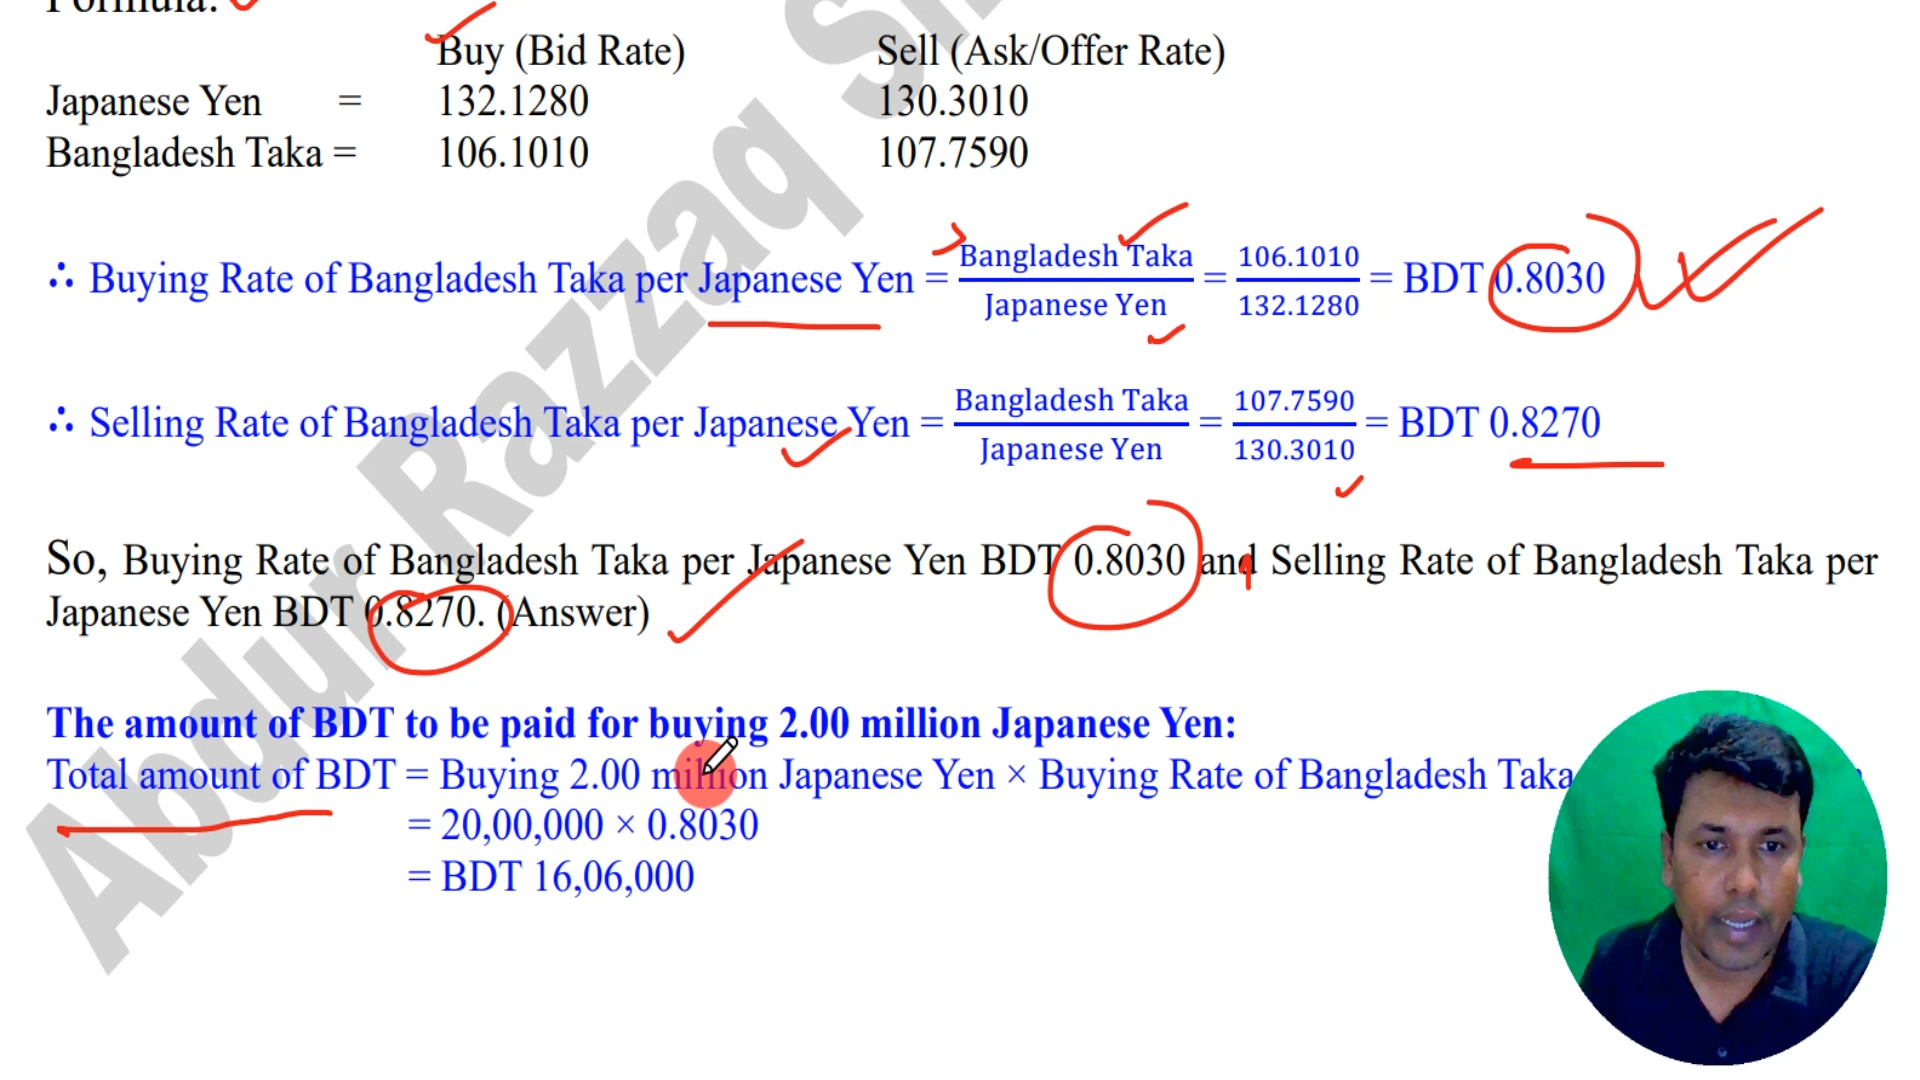 Formula:
Buy (Bid Rate) Sell (Ask/Offer Rate)
Japanese Yen = 132.1280 130.3010
Bangladesh Taka = 106.1010 107.7590
∴ Buying Rate of Bangladesh Taka per Japanese Yen = Bangladesh Taka / Japanese Yen = 106.1010 / 132.1280 = BDT 0.8030
∴ Selling Rate of Bangladesh Taka per Japanese Yen = Bangladesh Taka / Japanese Yen = 107.7590 / 130.3010 = BDT 0.8270
So, Buying Rate of Bangladesh Taka per Japanese Yen BDT 0.8030 and Selling Rate of Bangladesh Taka per
Japanese Yen BDT 0.8270. (Answer)
The amount of BDT to be paid for buying 2.00 million Japanese Yen:
Total amount of BDT = Buying 2.00 million Japanese Yen × Buying Rate of Bangladesh Taka
= 20,00,000 × 0.8030
= BDT 16,06,000
Abdur Razzaq